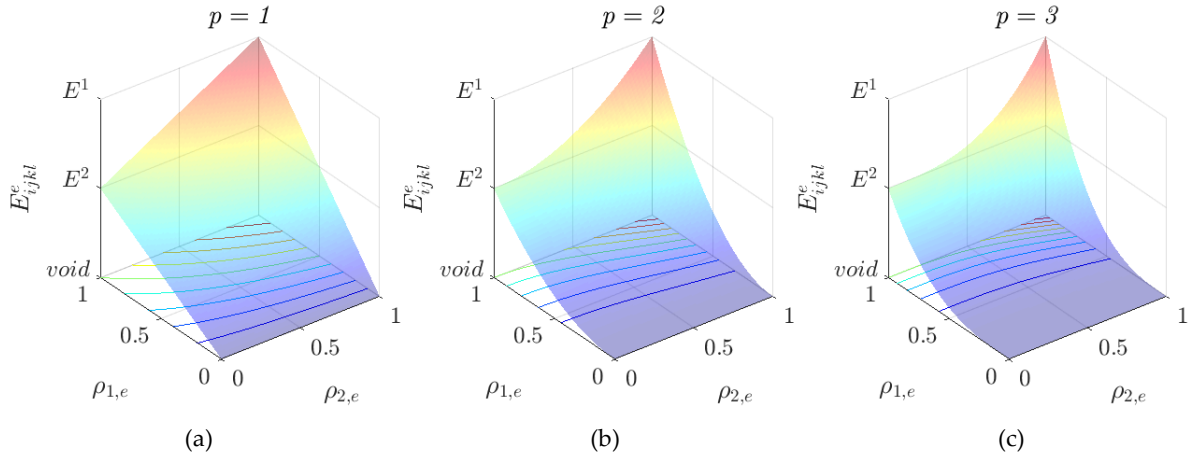 p = 1
E^1
E^2
void
E^e_{ijkl}
1
0.5
0
0
0.5
1
ρ_{1,e}
ρ_{2,e}
(a)
p = 2
E^1
E^2
void
E^e_{ijkl}
1
0.5
0
0
0.5
1
ρ_{1,e}
ρ_{2,e}
(b)
p = 3
E^1
E^2
void
E^e_{ijkl}
1
0.5
0
0
0.5
1
ρ_{1,e}
ρ_{2,e}
(c)